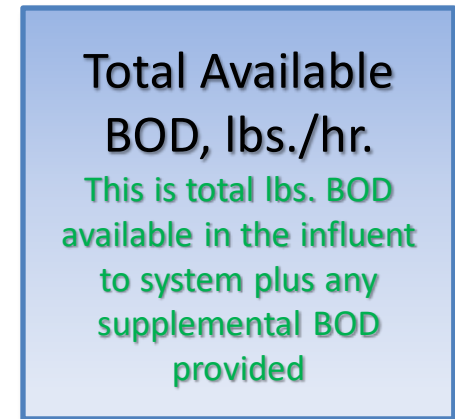 Total Available
BOD, lbs./hr.
This is total lbs. BOD
available in the influent
to system plus any
supplemental BOD
provided